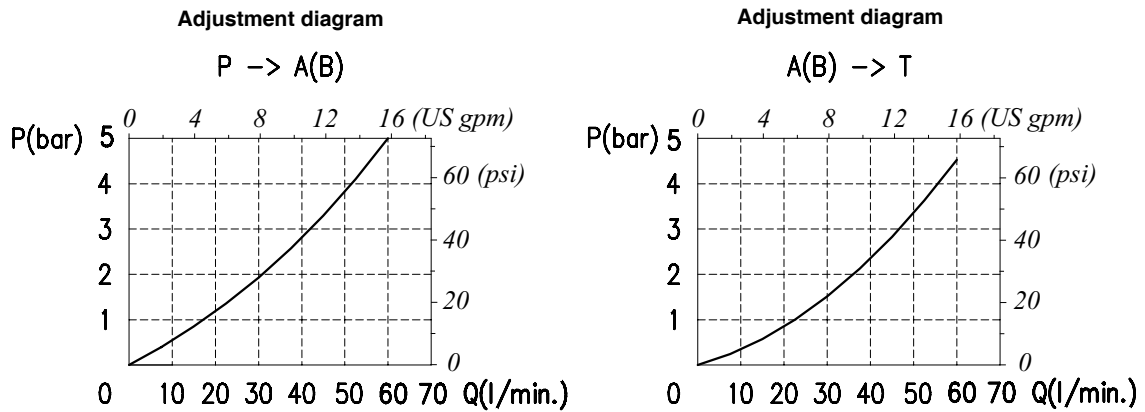 Adjustment diagram
P -> A(B)
0 4 8 12 16 (US gpm)
P(bar) 5
4 60 (psi)
3 40
2
20
1
0
0 10 20 30 40 50 60 70 Q(l/min.)
Adjustment diagram
A(B) -> T
0 4 8 12 16 (US gpm)
P(bar) 5
4 60 (psi)
3 40
2
20
1
0
0 10 20 30 40 50 60 70 Q(l/min.)